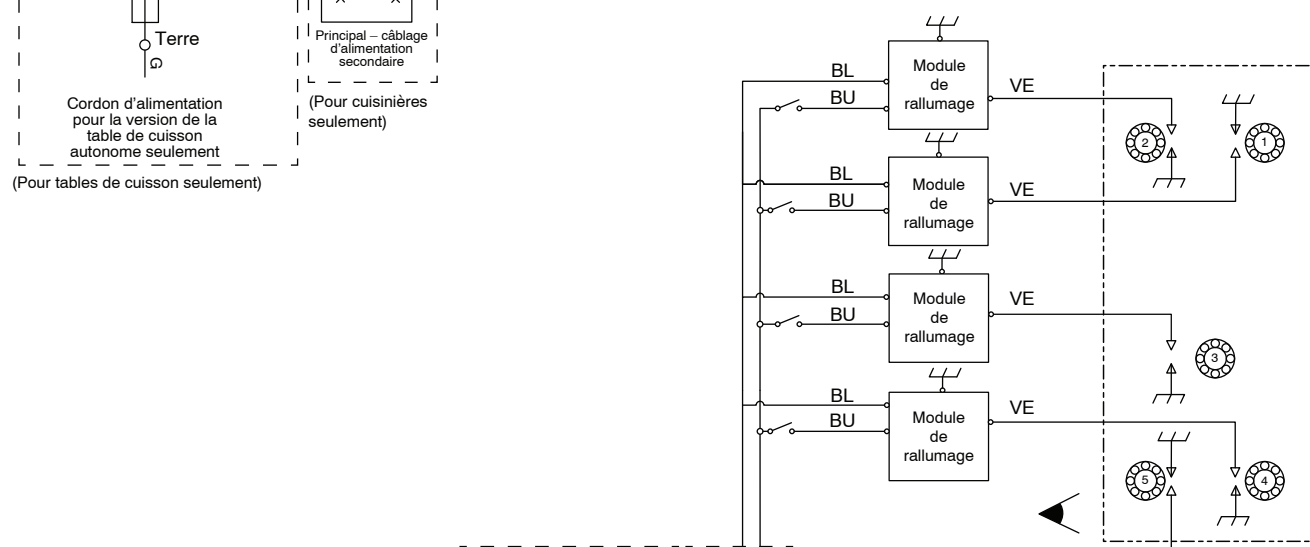 Terre
G
Cordon d'alimentation
pour la version de la
table de cuisson
autonome seulement
(Pour tables de cuisson seulement)
Principal – câblage
d'alimentation
secondaire
(Pour cuisinières
seulement)
BL
BU
Module
de
rallumage
VE
2
1
BL
BU
Module
de
rallumage
VE
BL
BU
Module
de
rallumage
VE
3
BL
BU
Module
de
rallumage
VE
5
4